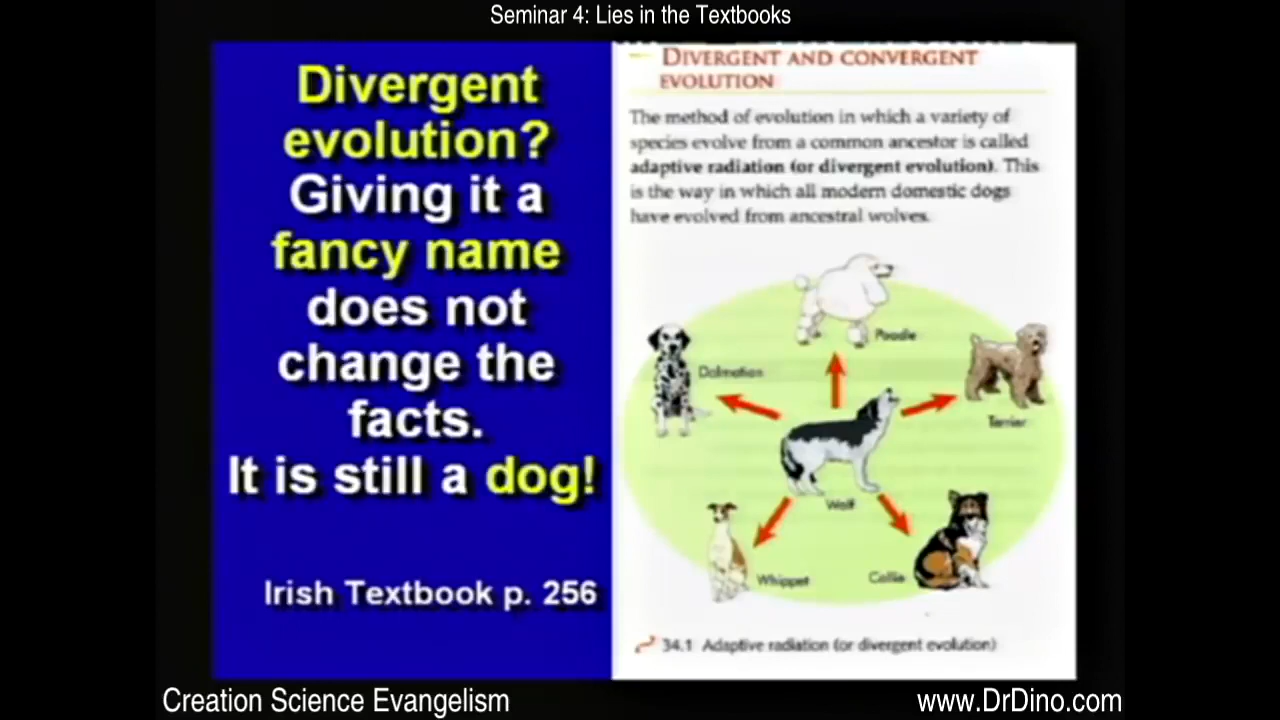 Seminar 4: Lies in the Textbooks
Divergent
evolution?
Giving it a
fancy name
does not
change the
facts.
It is still a dog!
Irish Textbook p. 256
DIVERGENT AND CONVERGENT
EVOLUTION
The method of evolution in which a variety of
species evolve from a common ancestor is called
adaptive radiation (or divergent evolution). This
is the way in which all modern domestic dogs
have evolved from ancestral wolves.
Poodle
Dalmation
Terrier
Wolf
Whippet
Collie
34.1 Adaptive radiation (or divergent evolution)
Creation Science Evangelism
www.DrDino.com